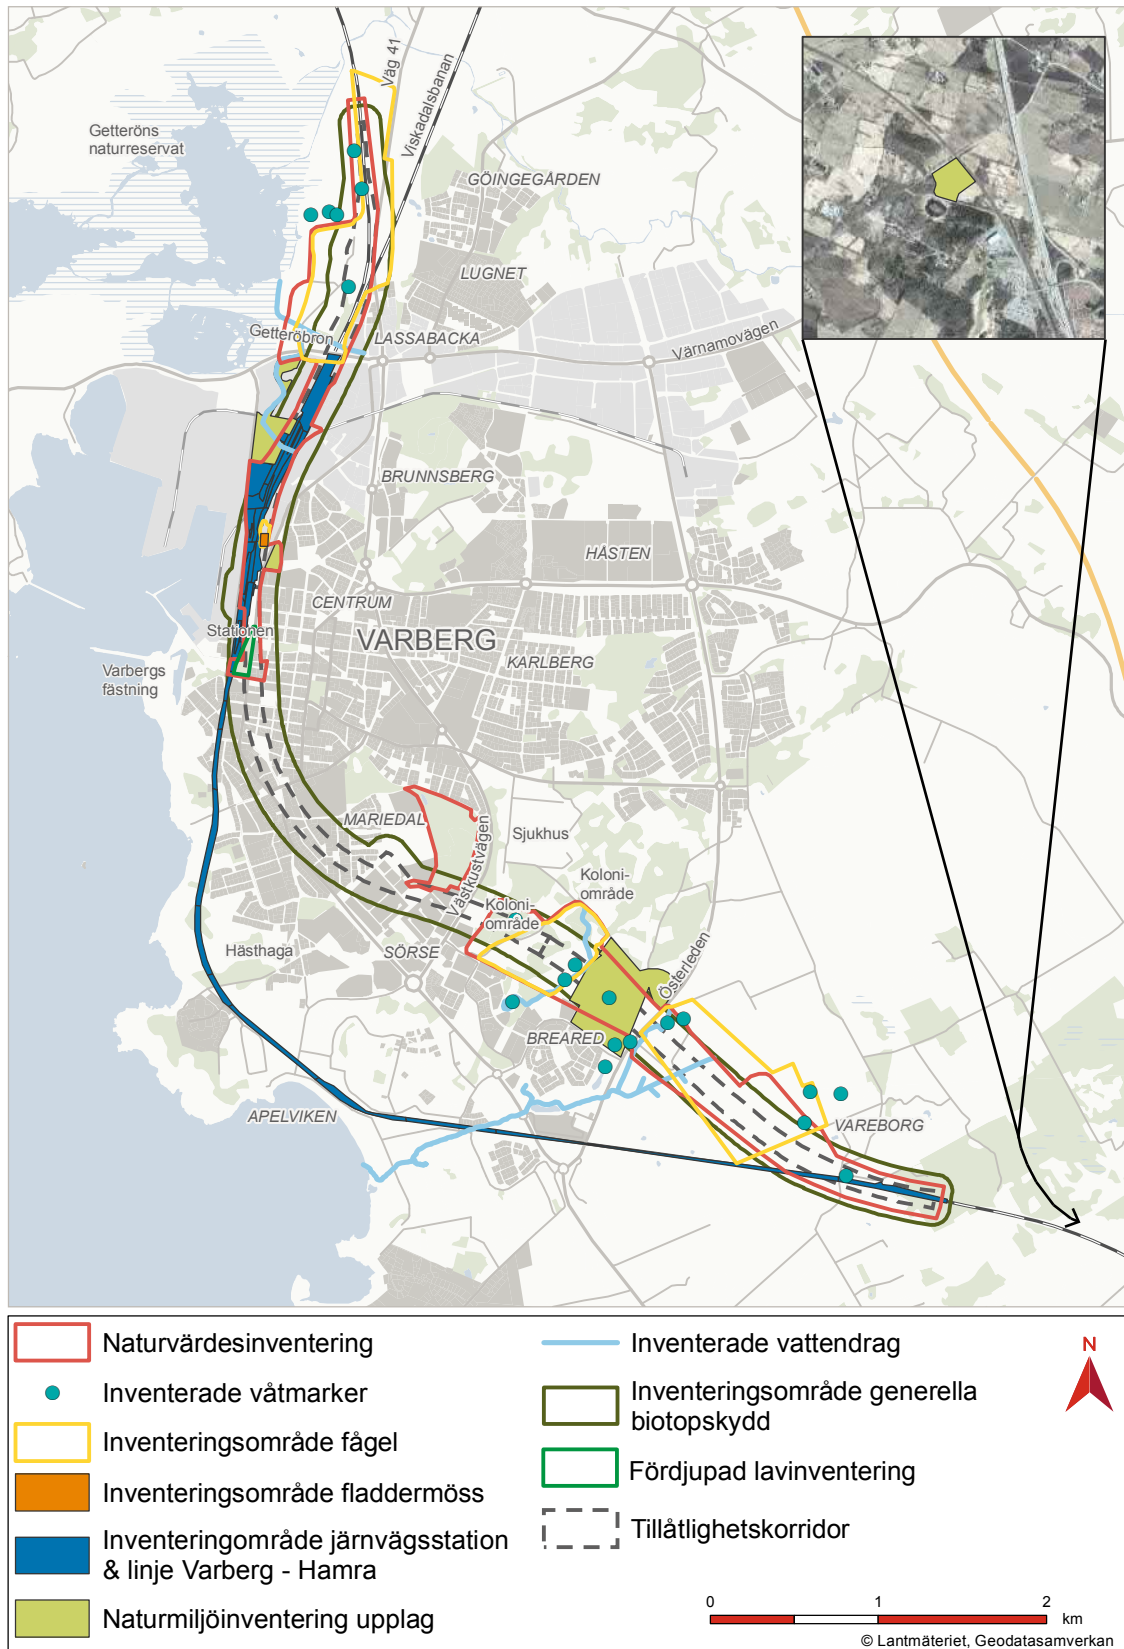 Väg 41
Viskadalsbanan
Getteröns
naturreservat
GÖINGEGÅRDEN
LUGNET
Getteröbron
LASSABACKA
Värnamovägen
BRUNNSBERG
HÅSTEN
CENTRUM
Stationen
VARBERG
KARLBERG
Varbergs
fästning
MARIEDAL
Sjukhus
Västkustvägen
Koloni-
område
Koloni-
område
Hästhaga
SÖRSE
Österleden
BREARED
APELVIKEN
VAREBORG
Naturvärdesinventering
Inventerade våtmarker
Inventeringsområde fågel
Inventeringsområde fladdermöss
Inventeringområde järnvägsstation
& linje Varberg - Hamra
Naturmiljöinventering upplag
Inventerade vattendrag
Inventeringsområde generella
biotopskydd
Fördjupad lavinventering
Tillåtlighetskorridor
N
0 1 2
km
© Lantmäteriet, Geodatasamverkan